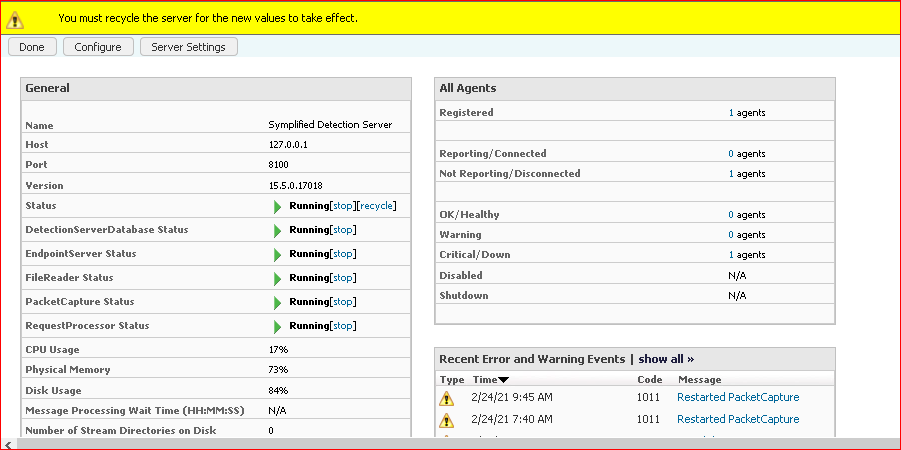 You must recycle the server for the new values to take effect.
Done Configure Server Settings
General
Name Symplified Detection Server
Host 127.0.0.1
Port 8100
Version 15.5.0.17018
Status Running[stop][recycle]
DetectionServerDatabase Status Running[stop]
EndpointServer Status Running[stop]
FileReader Status Running[stop]
PacketCapture Status Running[stop]
RequestProcessor Status Running[stop]
CPU Usage 17%
Physical Memory 73%
Disk Usage 84%
Message Processing Wait Time (HH:MM:SS) N/A
Number of Stream Directories on Disk 0
All Agents
Registered 1 agents
Reporting/Connected 0 agents
Not Reporting/Disconnected 1 agents
OK/Healthy 0 agents
Warning 0 agents
Critical/Down 1 agents
Disabled N/A
Shutdown N/A
Recent Error and Warning Events | show all »
Type Time Code Message
2/24/21 9:45 AM 1011 Restarted PacketCapture
2/24/21 7:40 AM 1011 Restarted PacketCapture